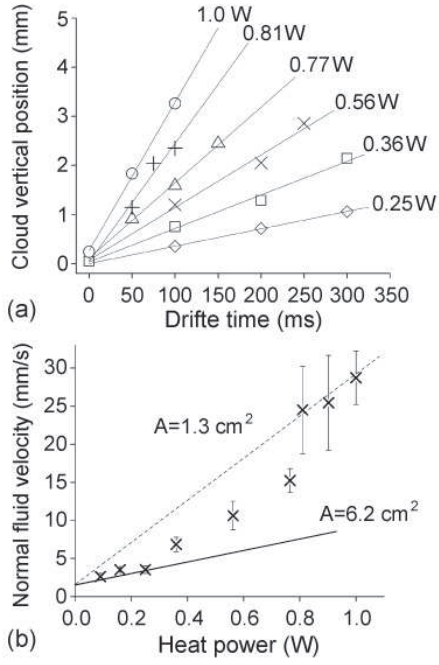 1.0 W
0.81W
0.77W
0.56W
0.36W
0.25W
5
4
3
2
1
0
Cloud vertical position (mm)
0 50 100 150 200 250 300 350
Drifte time (ms)
(a)
30
25
20
15
10
5
0
Normal fluid velocity (mm/s)
A=1.3 cm²
A=6.2 cm²
0.0 0.2 0.4 0.6 0.8 1.0
Heat power (W)
(b)